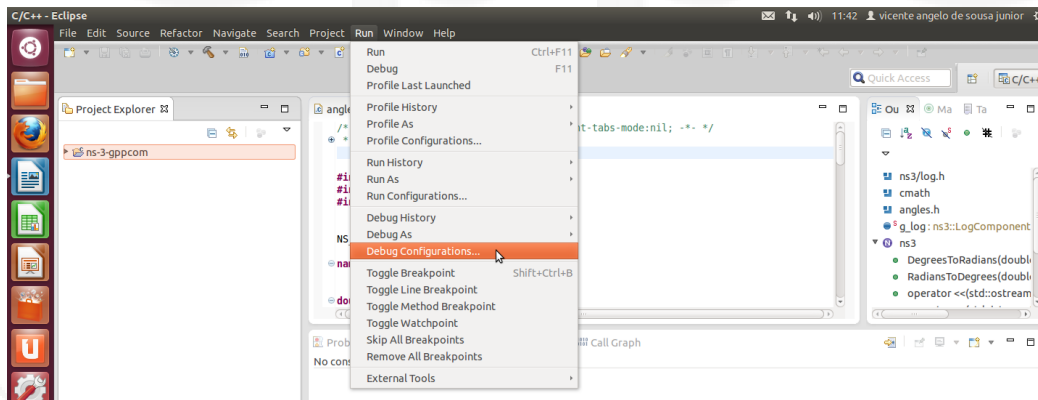 C/C++ - Eclipse
11:42 vicente angelo de sousa junior
File Edit Source Refactor Navigate Search Project Run Window Help
Quick Access
C/C++
Run Ctrl+F11
Debug F11
Profile Last Launched
Profile History
Profile As
Profile Configurations...
Run History
Run As
Run Configurations...
Debug History
Debug As
Debug Configurations...
Toggle Breakpoint Shift+Ctrl+B
Toggle Line Breakpoint
Toggle Method Breakpoint
Toggle Watchpoint
Skip All Breakpoints
Remove All Breakpoints
External Tools
Project Explorer
ns-3-gppcom
angle
/*
nt-tabs-mode:nil; -*- */
*
#in
#in
#in
NS_
nam
dou
Ou Ma Ta
ns3/log.h
cmath
angles.h
g_log : ns3::LogComponent
ns3
DegreesToRadians(double
RadiansToDegrees(double
operator <<(std::ostream
Prob
Call Graph
No cons